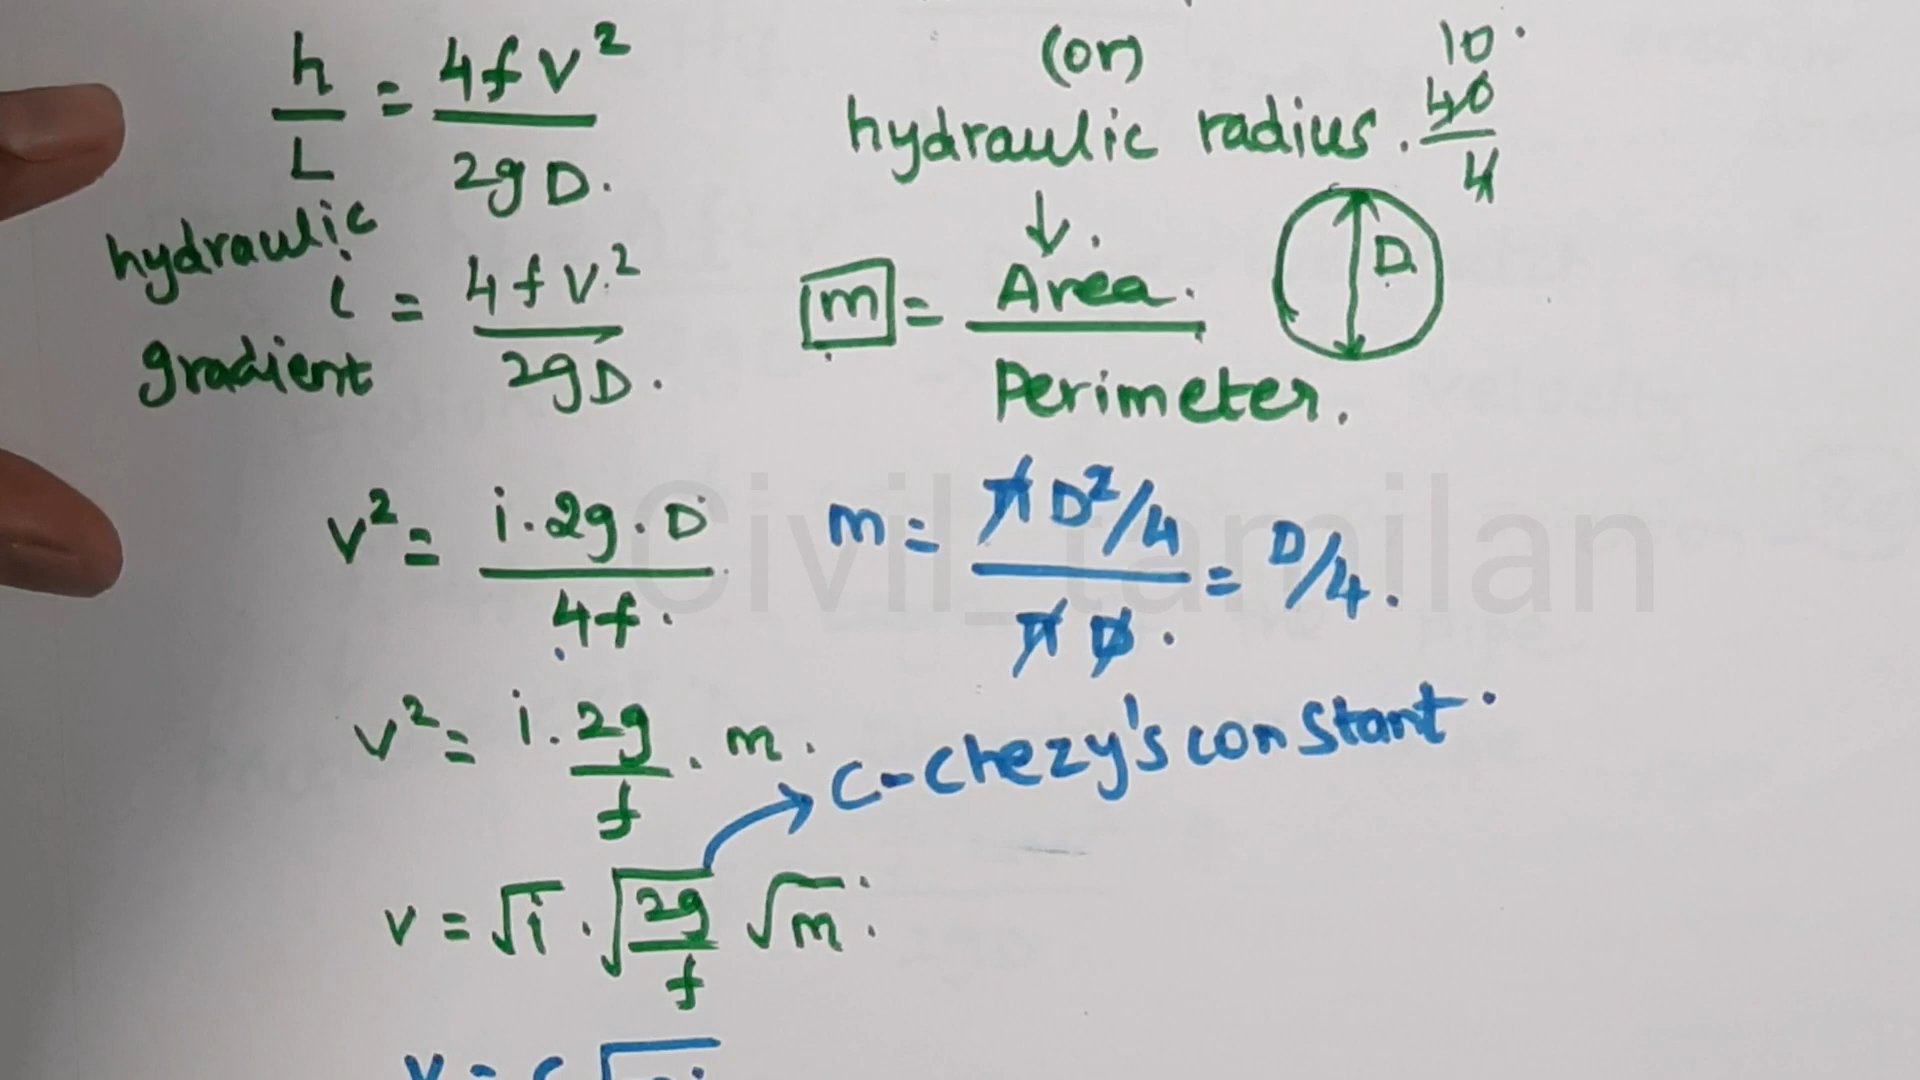 h/L = 4fv²/2gD.
hydraulic gradient
i = 4fv²/2gD.
v² = i.2g.D/4f.
v² = i.2g/f.m.
v = √i.√(2g/f) √m.
(or)
hydraulic radius.
10
40/4
↓
m = Area./Perimeter.
D
m = πD²/4/πD. = D/4.
→ C-Chezy's constant.
Civil_tamilan